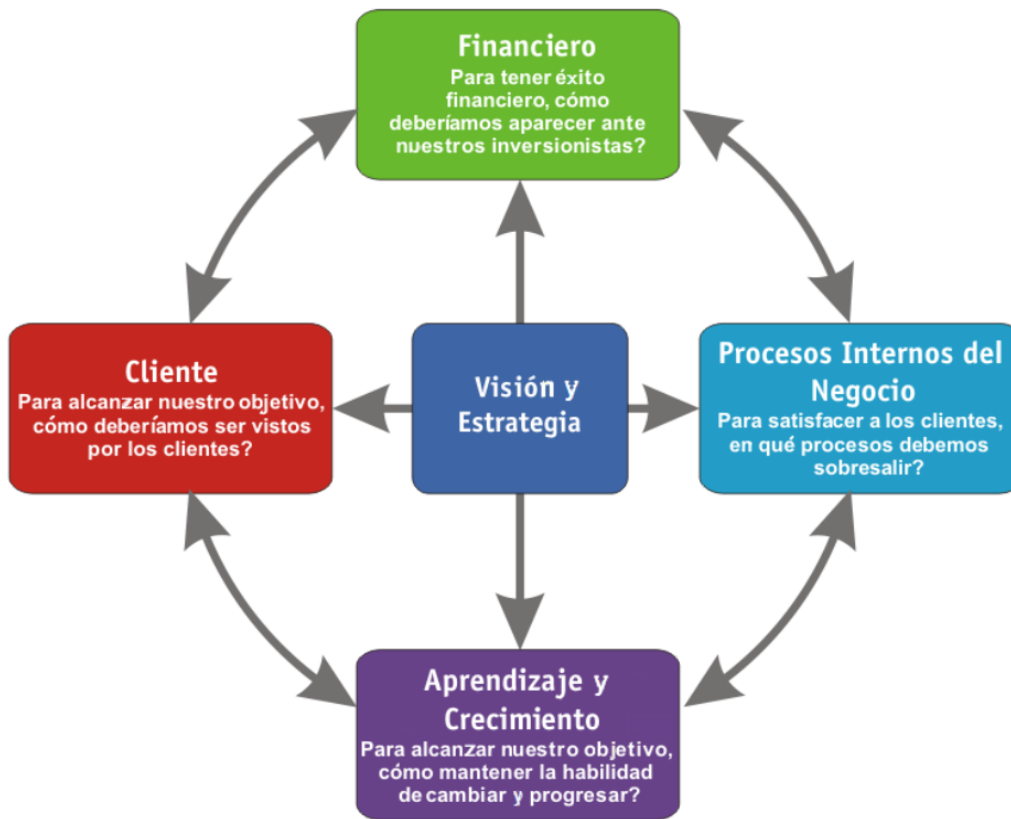 Financiero
Para tener éxito
financiero, cómo
deberíamos aparecer ante
nuestros inversionistas?
Cliente
Para alcanzar nuestro objetivo,
cómo deberíamos ser vistos
por los clientes?
Visión y
Estrategia
Procesos Internos del
Negocio
Para satisfacer a los clientes,
en qué procesos debemos
sobresalir?
Aprendizaje y
Crecimiento
Para alcanzar nuestro objetivo,
cómo mantener la habilidad
de cambiar y progresar?